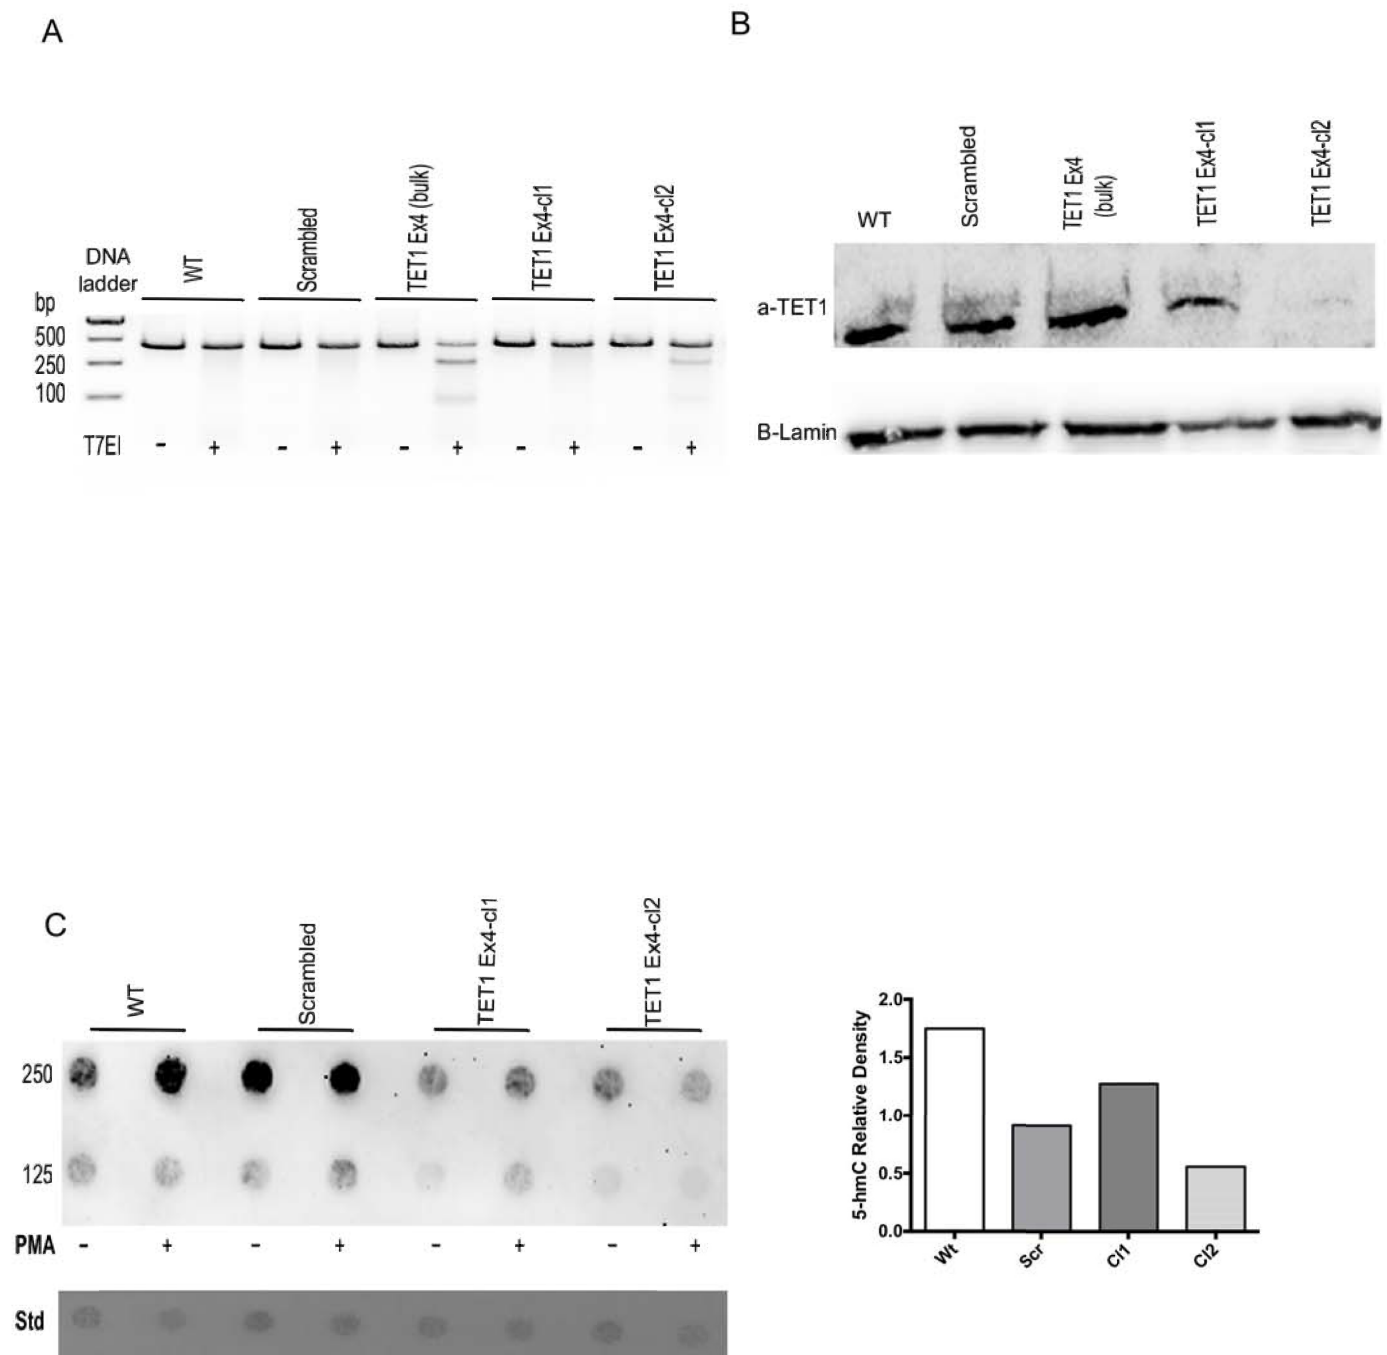 A
DNA
ladder
WT
Scrambled
TET1 Ex4 (bulk)
TET1 Ex4-cl1
TET1 Ex4-cl2
bp
500
250
100
T7EI
- + - + - + - + - +
B
WT
Scrambled
TET1 Ex4
(bulk)
TET1 Ex4-cl1
TET1 Ex4-cl2
a-TET1
B-Lamin
C
WT
Scrambled
TET1 Ex4-cl1
TET1 Ex4-cl2
250
125
PMA - + - + - + - +
Std
5-hmC Relative Density
2.0
1.5
1.0
0.5
0.0
Wt
Scr
Cl1
Cl2